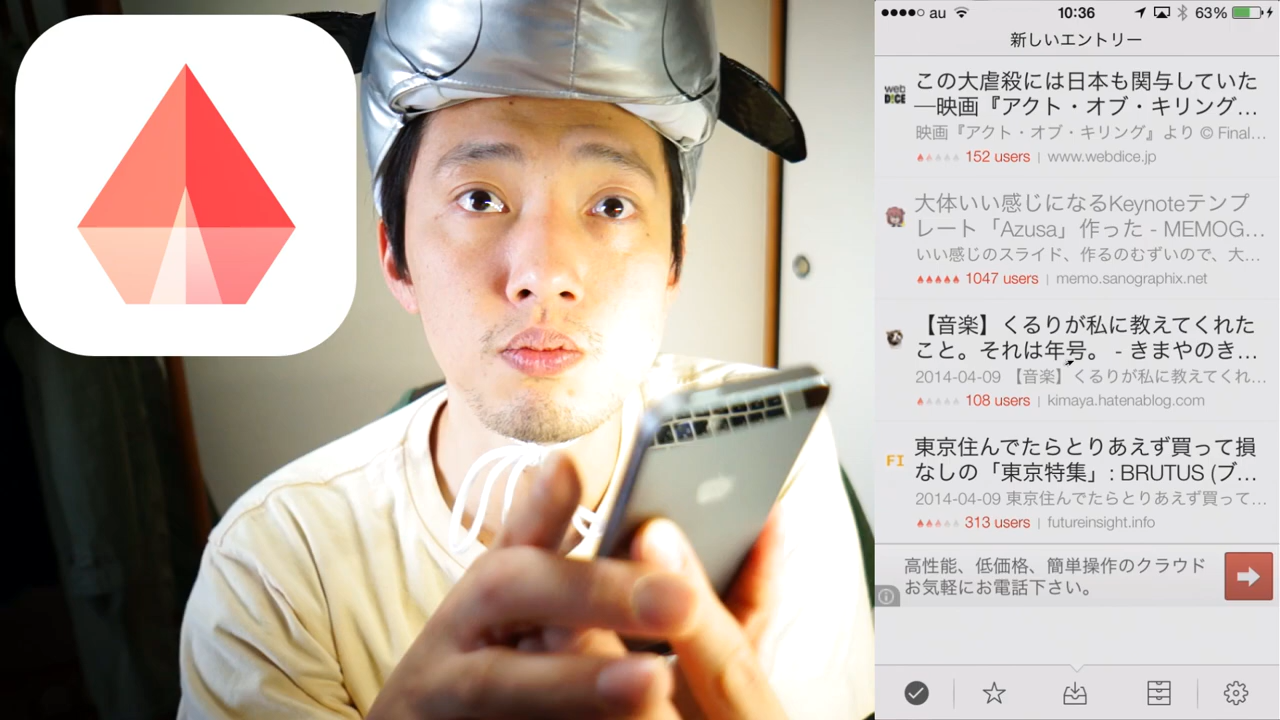 au 10:36 63%
新しいエントリー
web DICE
この大虐殺には日本も関与していた
―映画『アクト・オブ・キリング…
映画『アクト・オブ・キリング』より © Final…
152 users | www.webdice.jp
大体いい感じになるKeynoteテンプ
レート「Azusa」作った - MEMOG…
いい感じのスライド、作るのむずいので、大…
1047 users | memo.sanographix.net
【音楽】くるりが私に教えてくれた
こと。それは年号。 - きまやのき…
2014-04-09 【音楽】くるりが私に教えてくれ…
108 users | kimaya.hatenablog.com
FI
東京住んでたらとりあえず買って損
なしの「東京特集」: BRUTUS (ブ…
2014-04-09 東京住んでたらとりあえず買って…
313 users | futureinsight.info
高性能、低価格、簡単操作のクラウド
お気軽にお電話下さい。